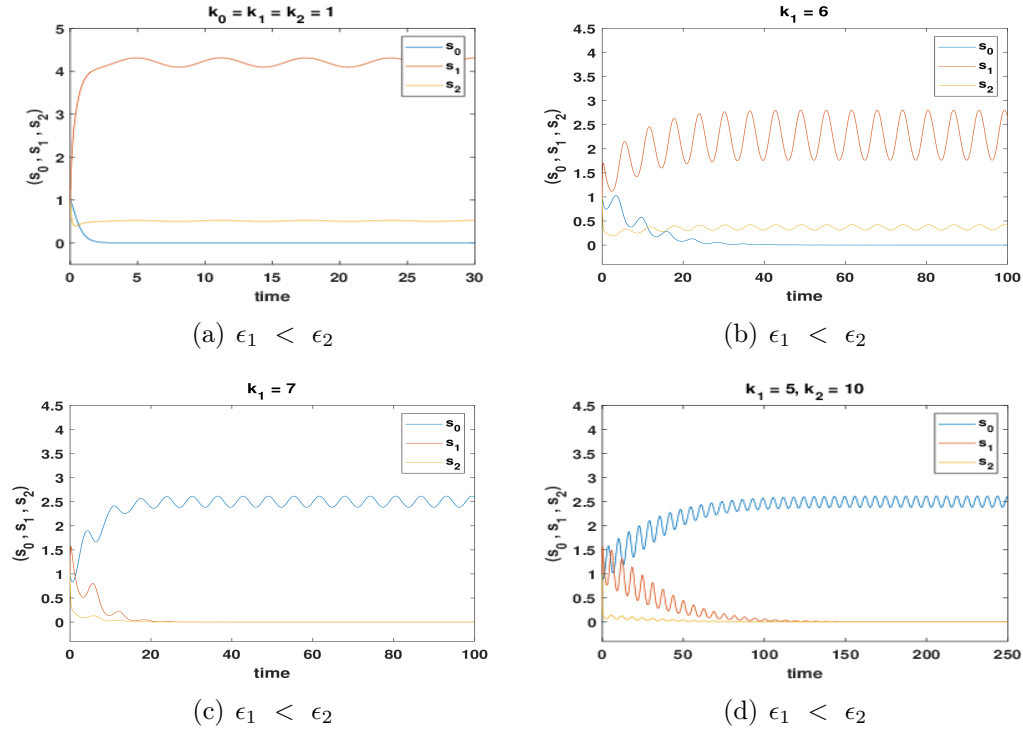 k₀ = k₁ = k₂ = 1
(s₀ , s₁ , s₂)
5
4
3
2
1
0
s₀
s₁
s₂
0 5 10 15 20 25 30
time
(a) ϵ₁ < ϵ₂
k₁ = 6
(s₀ , s₁ , s₂)
4.5
4
3.5
3
2.5
2
1.5
1
0.5
0
s₀
s₁
s₂
0 20 40 60 80 100
time
(b) ϵ₁ < ϵ₂
k₁ = 7
(s₀ , s₁ , s₂)
4.5
4
3.5
3
2.5
2
1.5
1
0.5
0
s₀
s₁
s₂
0 20 40 60 80 100
time
(c) ϵ₁ < ϵ₂
k₁ = 5, k₂ = 10
(s₀ , s₁ , s₂)
4.5
4
3.5
3
2.5
2
1.5
1
0.5
0
s₀
s₁
s₂
0 50 100 150 200 250
time
(d) ϵ₁ < ϵ₂